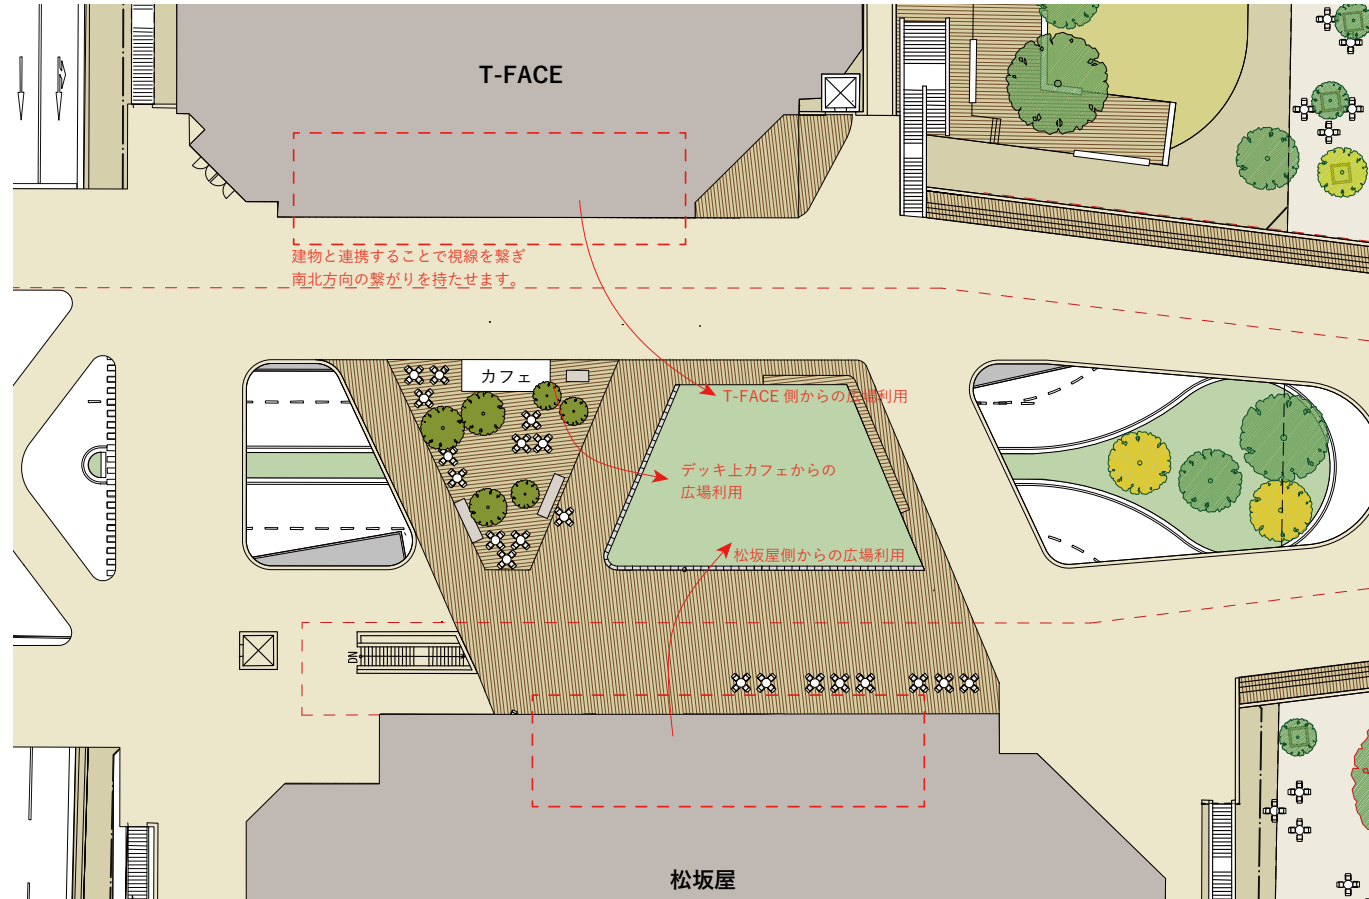 T-FACE
建物と連携することで視線を繋ぎ
南北方向の繋がりを持たせます。
カフェ
T-FACE 側からの広場利用
デッキ上カフェからの
広場利用
松坂屋側からの広場利用
DN
松坂屋